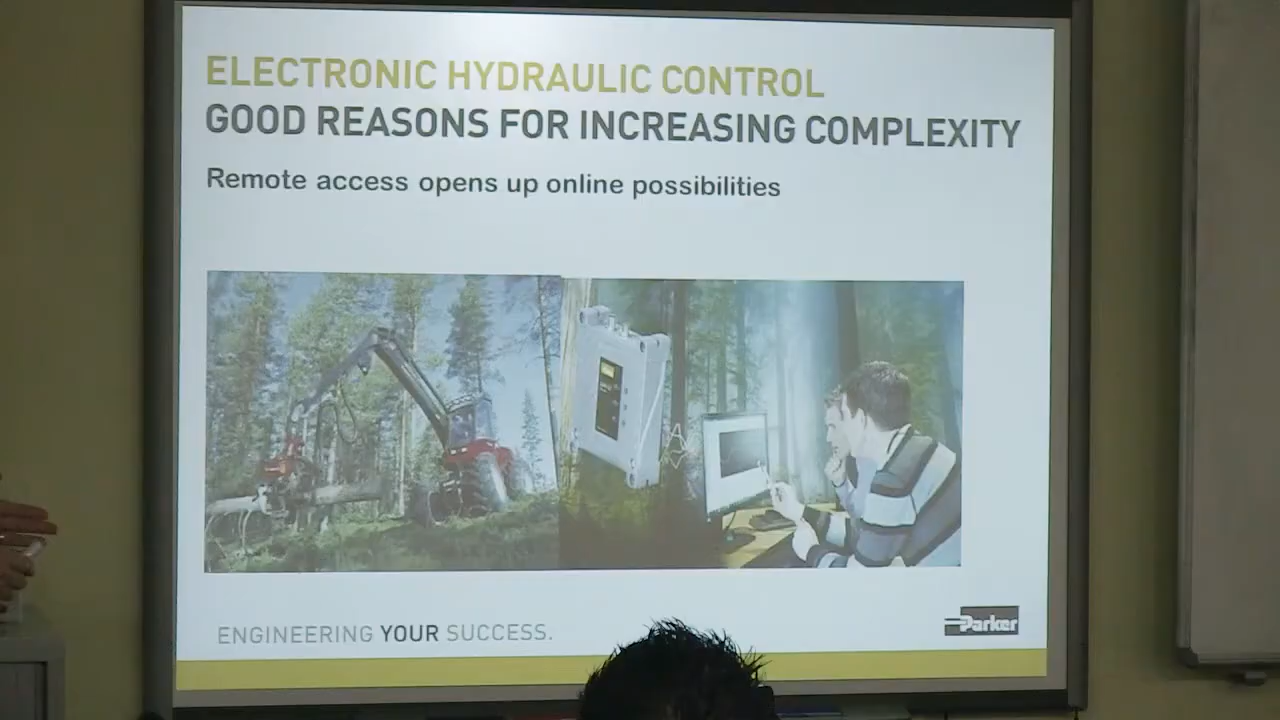 ELECTRONIC HYDRAULIC CONTROL
GOOD REASONS FOR INCREASING COMPLEXITY
Remote access opens up online possibilities
ENGINEERING YOUR SUCCESS.
Parker